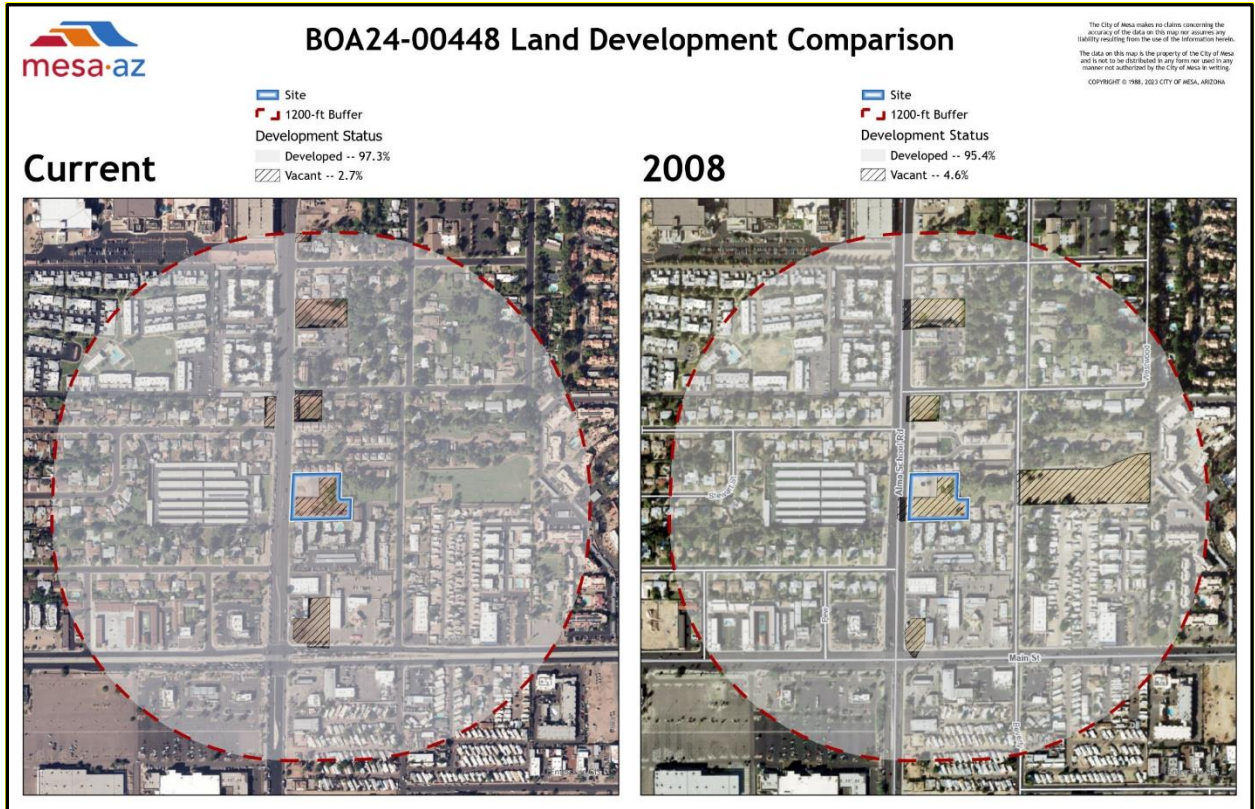 mesa·az
BOA24-00448 Land Development Comparison
The City of Mesa makes no claims concerning the
accuracy of the data on this map nor assumes any
liability resulting from the use of the information herein.
The data on this map is the property of the City of Mesa
and is not to be distributed in any form nor used in any
manner not authorized by the City of Mesa in writing.
COPYRIGHT © 1988, 2023 CITY OF MESA, ARIZONA
Site
1200-ft Buffer
Development Status
Developed -- 97.3%
Vacant -- 2.7%
Current
Site
1200-ft Buffer
Development Status
Developed -- 95.4%
Vacant -- 4.6%
2008
Alma School Rd
Main St